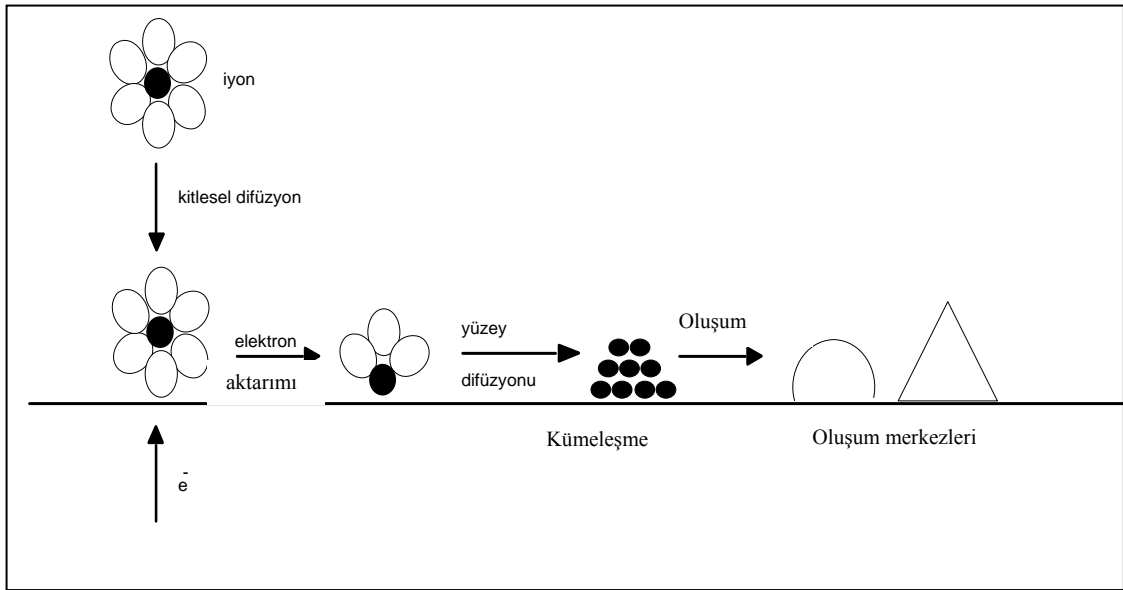 iyon
kitlesel difüzyon
elektron
aktarımı
yüzey
difüzyonu
Oluşum
Kümeleşme
Oluşum merkezleri
e-